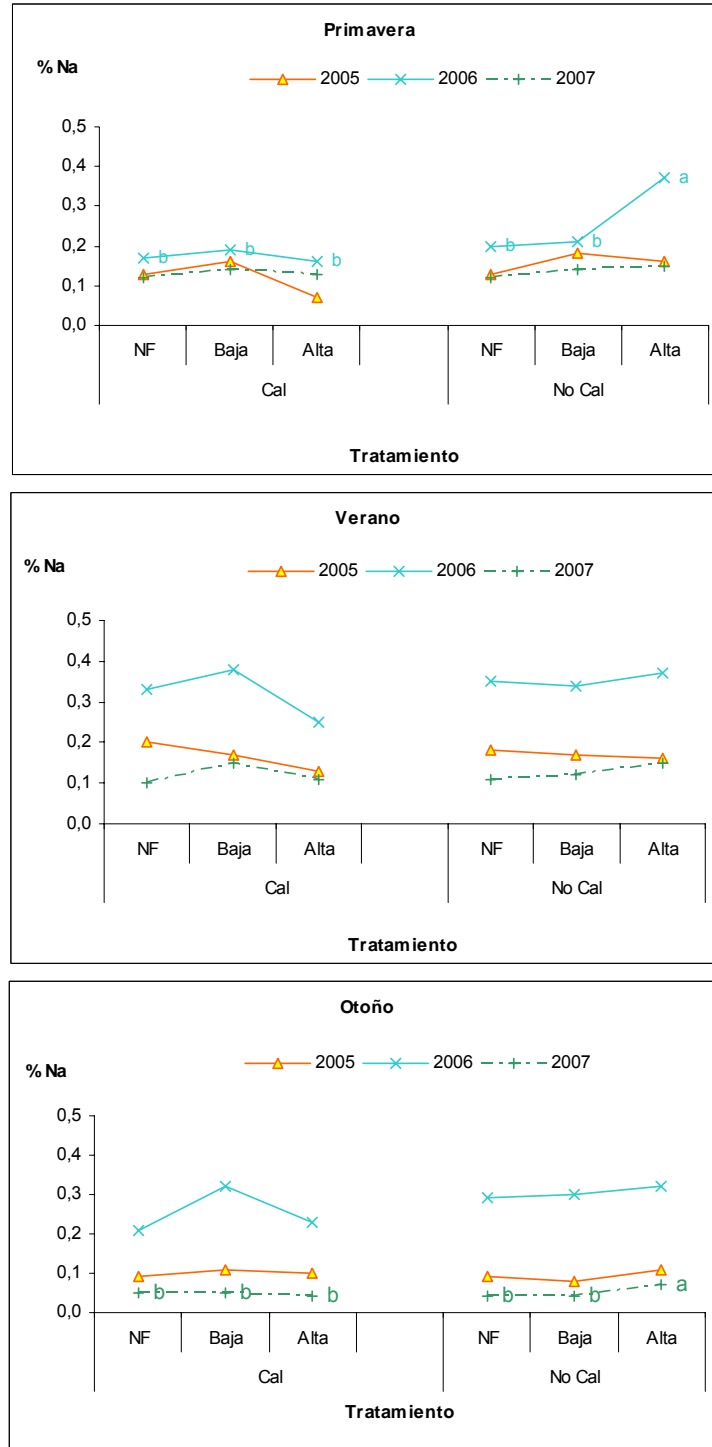 Primavera
% Na
2005 2006 2007
0,5
0,4
a
0,3
0,2
b b b b b
0,1
0,0
NF Baja Alta NF Baja Alta
Cal No Cal
Tratamiento
Verano
% Na
2005 2006 2007
0,5
0,4
0,3
0,2
0,1
0,0
NF Baja Alta NF Baja Alta
Cal No Cal
Tratamiento
Otoño
% Na
2005 2006 2007
0,5
0,4
0,3
0,2
0,1
b b b b b a
0,0
NF Baja Alta NF Baja Alta
Cal No Cal
Tratamiento